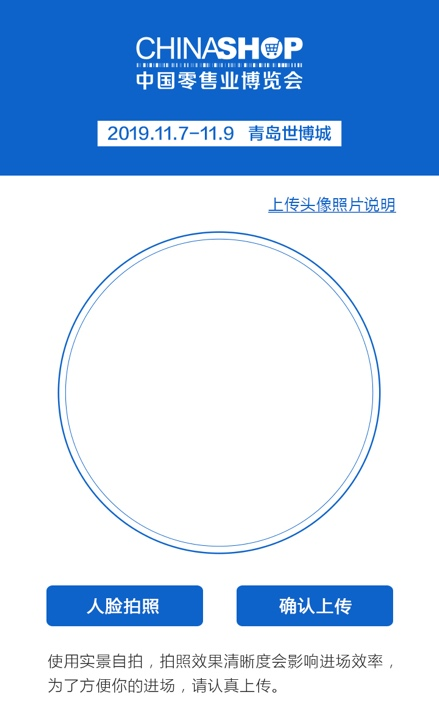 CHINASHOP
中国零售业博览会
2019.11.7-11.9 青岛世博城
上传头像照片说明
人脸拍照
确认上传
使用实景自拍，拍照效果清晰度会影响进场效率，
为了方便你的进场，请认真上传。